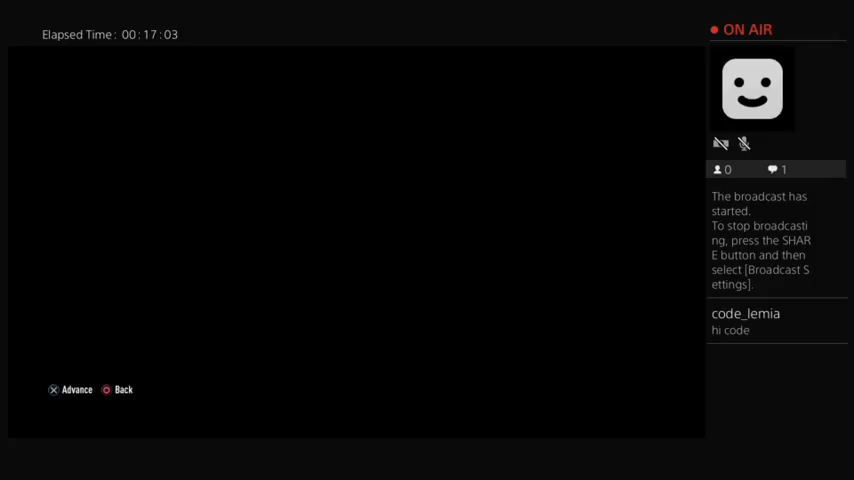 Elapsed Time: 00:17:03
ON AIR
0 1
The broadcast has
started.
To stop broadcasti
ng, press the SHAR
E button and then
select [Broadcast S
ettings].
code_lemia
hi code
Advance Back